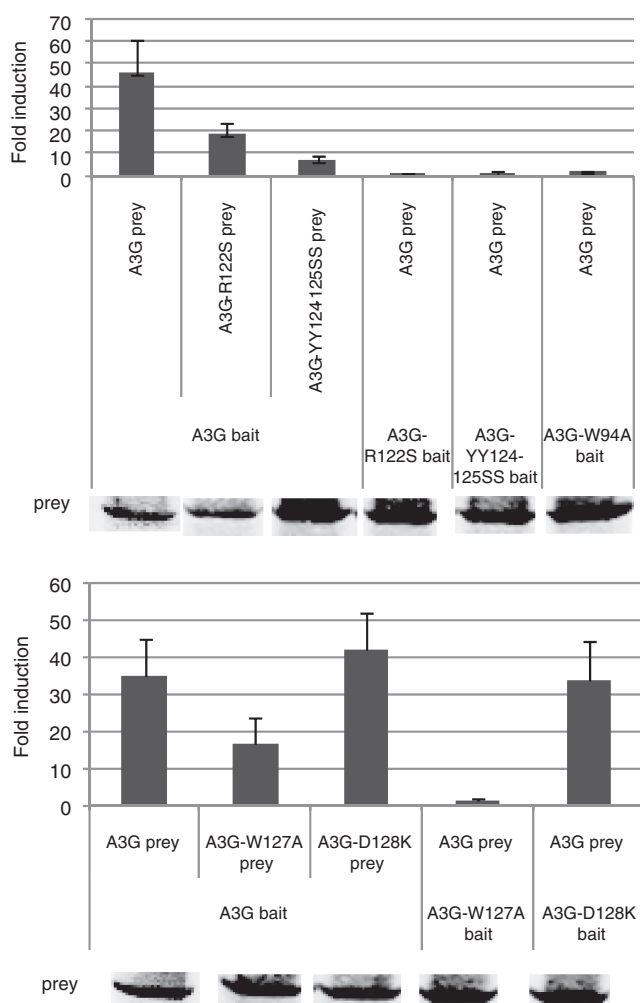 70
60
50
40
30
20
10
0
Fold induction
A3G prey
A3G-R122S prey
A3G-YY124-125SS prey
A3G prey
A3G prey
A3G prey
A3G bait
A3G-
R122S bait
A3G-
YY124-
125SS bait
A3G-W94A
bait
prey
60
50
40
30
20
10
0
Fold induction
A3G prey
A3G-W127A
prey
A3G-D128K
prey
A3G prey
A3G prey
A3G bait
A3G-W127A
bait
A3G-D128K
bait
prey